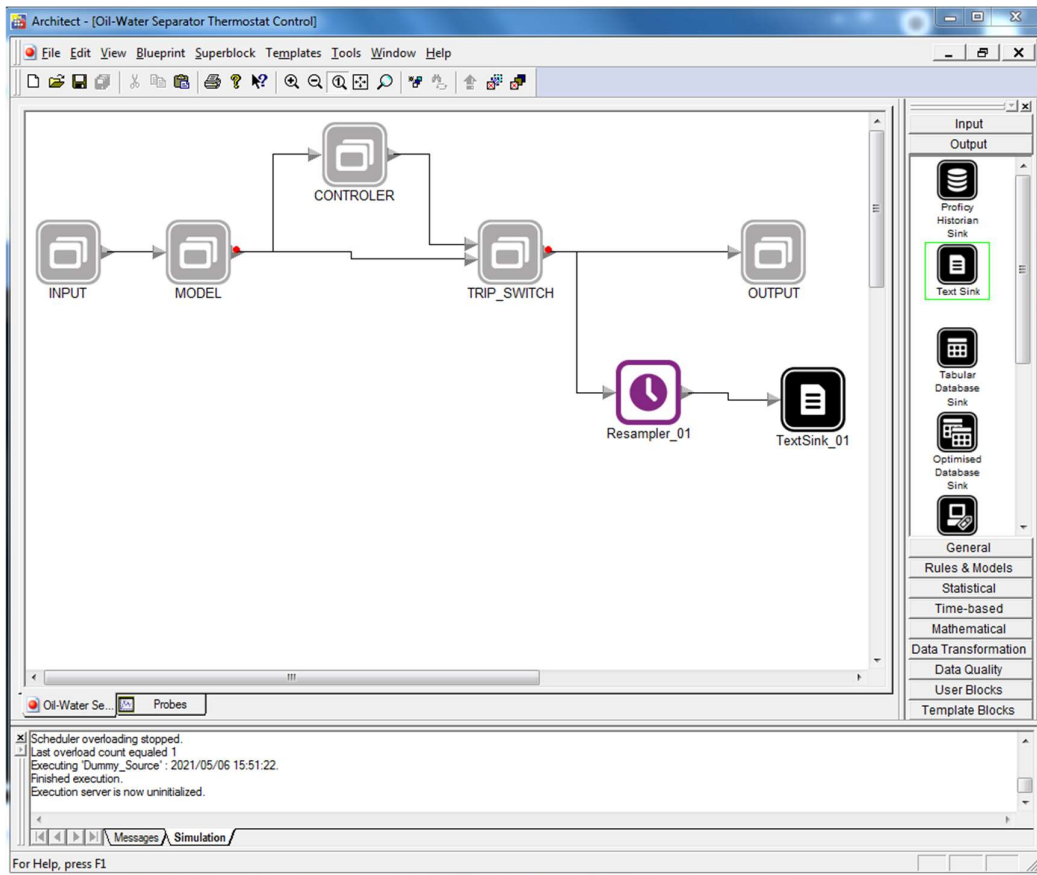 Architect - [Oil-Water Separator Thermostat Control]
File Edit View Blueprint Superblock Templates Tools Window Help
Input
Output
CONTROLER
INPUT
MODEL
TRIP_SWITCH
OUTPUT
Resampler_01
TextSink_01
Proficy
Historian
Sink
Text Sink
Tabular
Database
Sink
Optimised
Database
Sink
General
Rules & Models
Statistical
Time-based
Mathematical
Data Transformation
Data Quality
User Blocks
Template Blocks
Oil-Water Se... Probes
Scheduler overloading stopped.
Last overload count equaled 1
Executing 'Dummy_Source' : 2021/05/06 15:51:22.
Finished execution.
Execution server is now uninitialized.
Messages Simulation
For Help, press F1